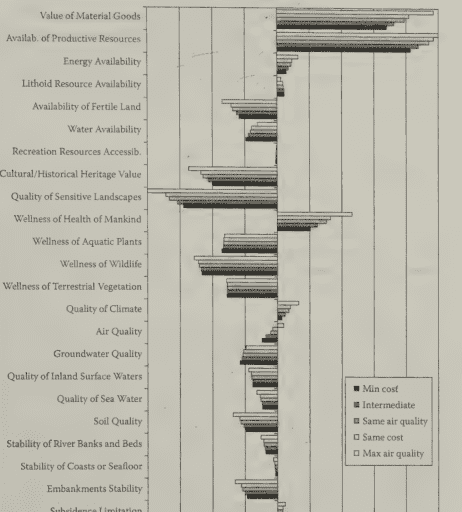 Value of Material Goods
Availab. of Productive Resources
Energy Availability
Lithoid Resource Availability
Availability of Fertile Land
Water Availability
Recreation Resources Accessib.
Cultural/Historical Heritage Value
Quality of Sensitive Landscapes
Wellness of Health of Mankind
Wellness of Aquatic Plants
Wellness of Wildlife
Wellness of Terrestrial Vegetation
Quality of Climate
Air Quality
Groundwater Quality
Quality of Inland Surface Waters
Quality of Sea Water
Soil Quality
Stability of River Banks and Beds
Stability of Coasts or Seafloor
Embankments Stability
Subsidence Limitation
Min cost
Intermediate
Same air quality
Same cost
Max air quality